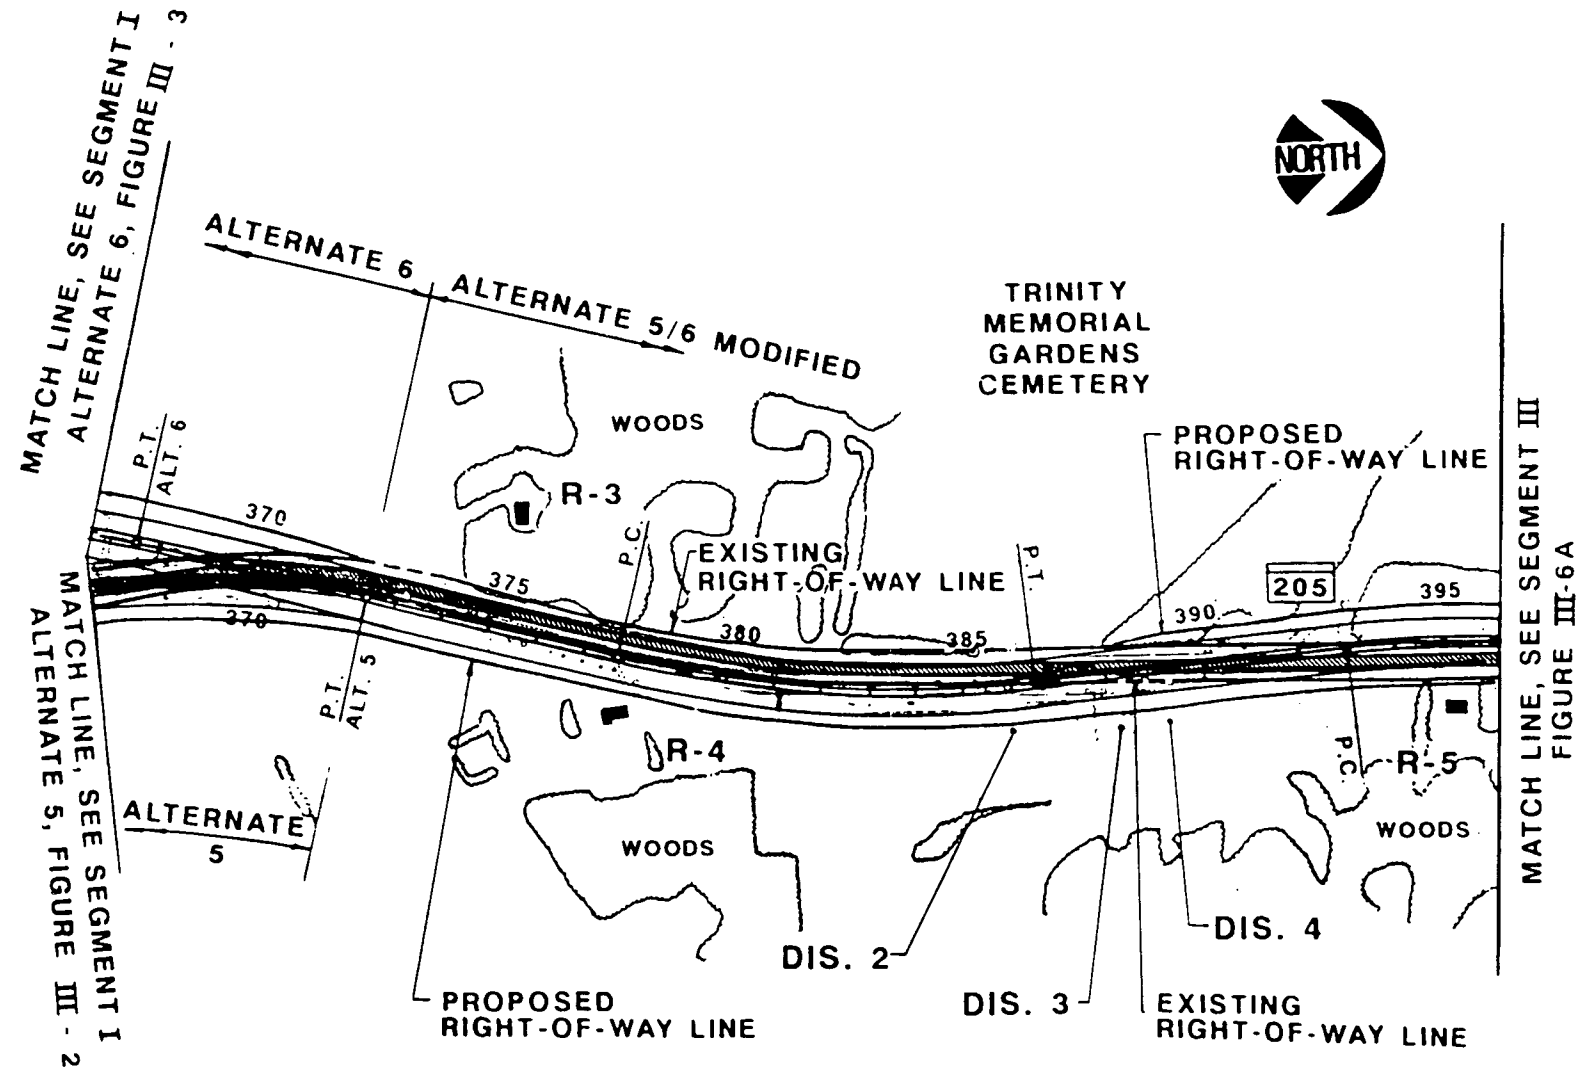 MATCH LINE, SEE SEGMENT I
ALTERNATE 6, FIGURE III - 3
NORTH
ALTERNATE 6
ALTERNATE 5/6 MODIFIED
TRINITY
MEMORIAL
GARDENS
CEMETERY
WOODS
P.T.
ALT. 6
PROPOSED
RIGHT-OF-WAY LINE
R-3
370
P.C.
EXISTING
RIGHT-OF-WAY LINE
P.T.
205
375
380
385
390
395
370
MATCH LINE, SEE SEGMENT III
FIGURE III-6A
MATCH LINE, SEE SEGMENT I
ALTERNATE 5, FIGURE III - 2
P.T.
ALT. 5
R-4
P.C.
R-5
ALTERNATE
5
WOODS
WOODS
DIS. 2
DIS. 3
DIS. 4
PROPOSED
RIGHT-OF-WAY LINE
EXISTING
RIGHT-OF-WAY LINE